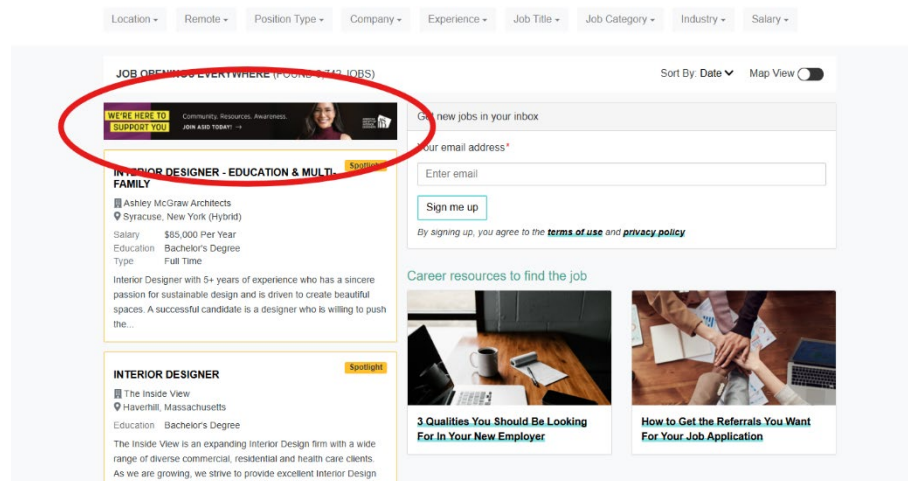 Location Remote Position Type Company Experience Job Title Job Category Industry Salary
JOB OPENINGS EVERYWHERE (FOUND JOBS)
Sort By: Date Map View
WE'RE HERE TO
SUPPORT YOU
Community. Resources. Awareness.
JOIN ASID TODAY! →
Spotlight
INTERIOR DESIGNER - EDUCATION & MULTI-
FAMILY
Ashley McGraw Architects
Syracuse, New York (Hybrid)
Salary $85,000 Per Year
Education Bachelor's Degree
Type Full Time
Interior Designer with 5+ years of experience who has a sincere
passion for sustainable design and is driven to create beautiful
spaces. A successful candidate is a designer who is willing to push
the...
Spotlight
INTERIOR DESIGNER
The Inside View
Haverhill, Massachusetts
Education Bachelor's Degree
The Inside View is an expanding Interior Design firm with a wide
range of diverse commercial, residential and health care clients.
As we are growing, we strive to provide excellent Interior Design
Get new jobs in your inbox
Your email address*
Enter email
Sign me up
By signing up, you agree to the terms of use and privacy policy
Career resources to find the job
3 Qualities You Should Be Looking
For In Your New Employer
How to Get the Referrals You Want
For Your Job Application